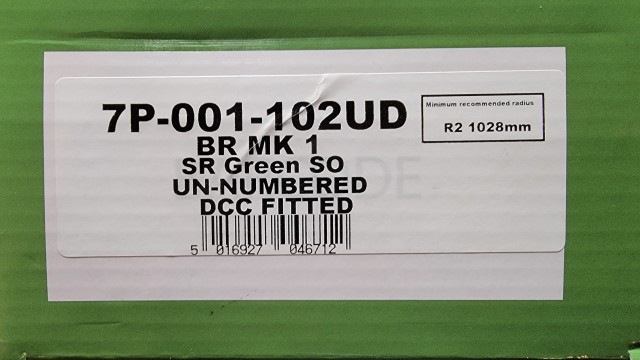 7P-001-102UD
Minimum recommended radius
R2 1028mm
BR MK 1
SR Green SO
UN-NUMBERED
DCC FITTED
5 016927 046712